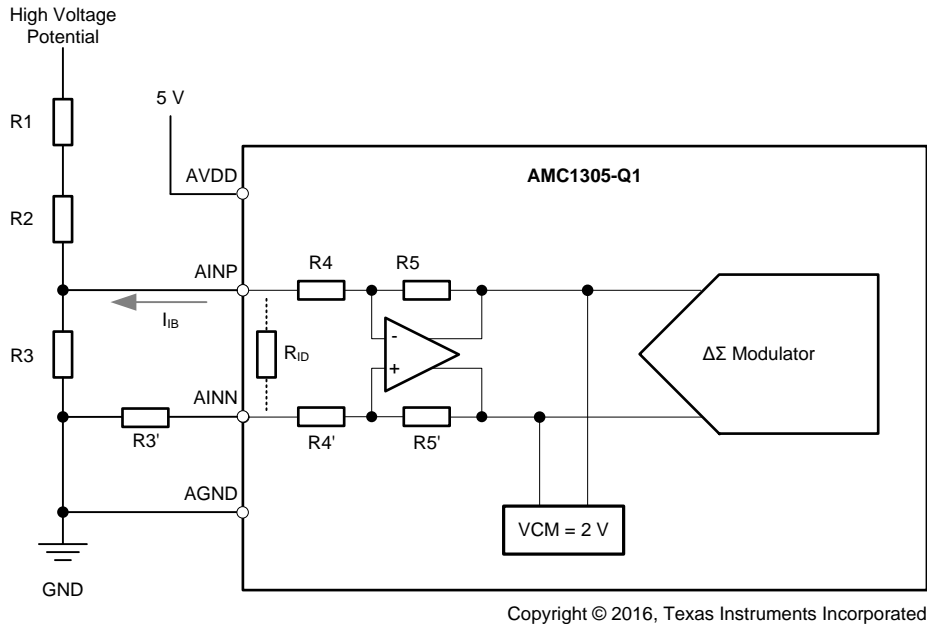 High Voltage
Potential
5 V
R1
AVDD
AMC1305-Q1
R2
AINP
R4
R5
IIB
R3
RID
-
+
ΔΣ Modulator
AINN
R3'
R4'
R5'
AGND
VCM = 2 V
GND
Copyright © 2016, Texas Instruments Incorporated